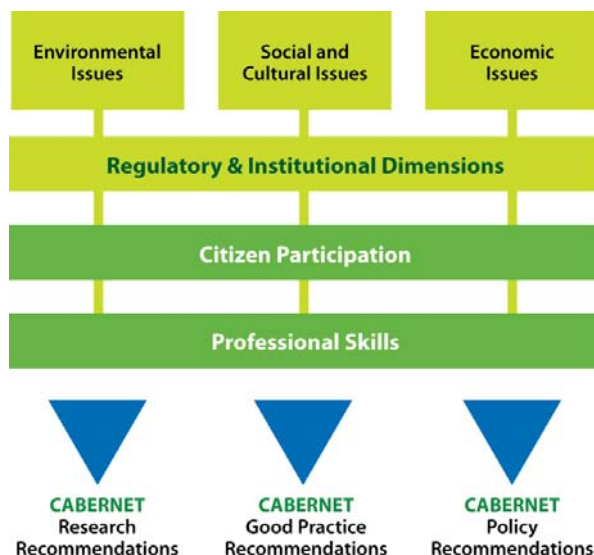 Environmental
Issues
Social and
Cultural Issues
Economic
Issues
Regulatory & Institutional Dimensions
Citizen Participation
Professional Skills
CABERNET
Research
Recommendations
CABERNET
Good Practice
Recommendations
CABERNET
Policy
Recommendations